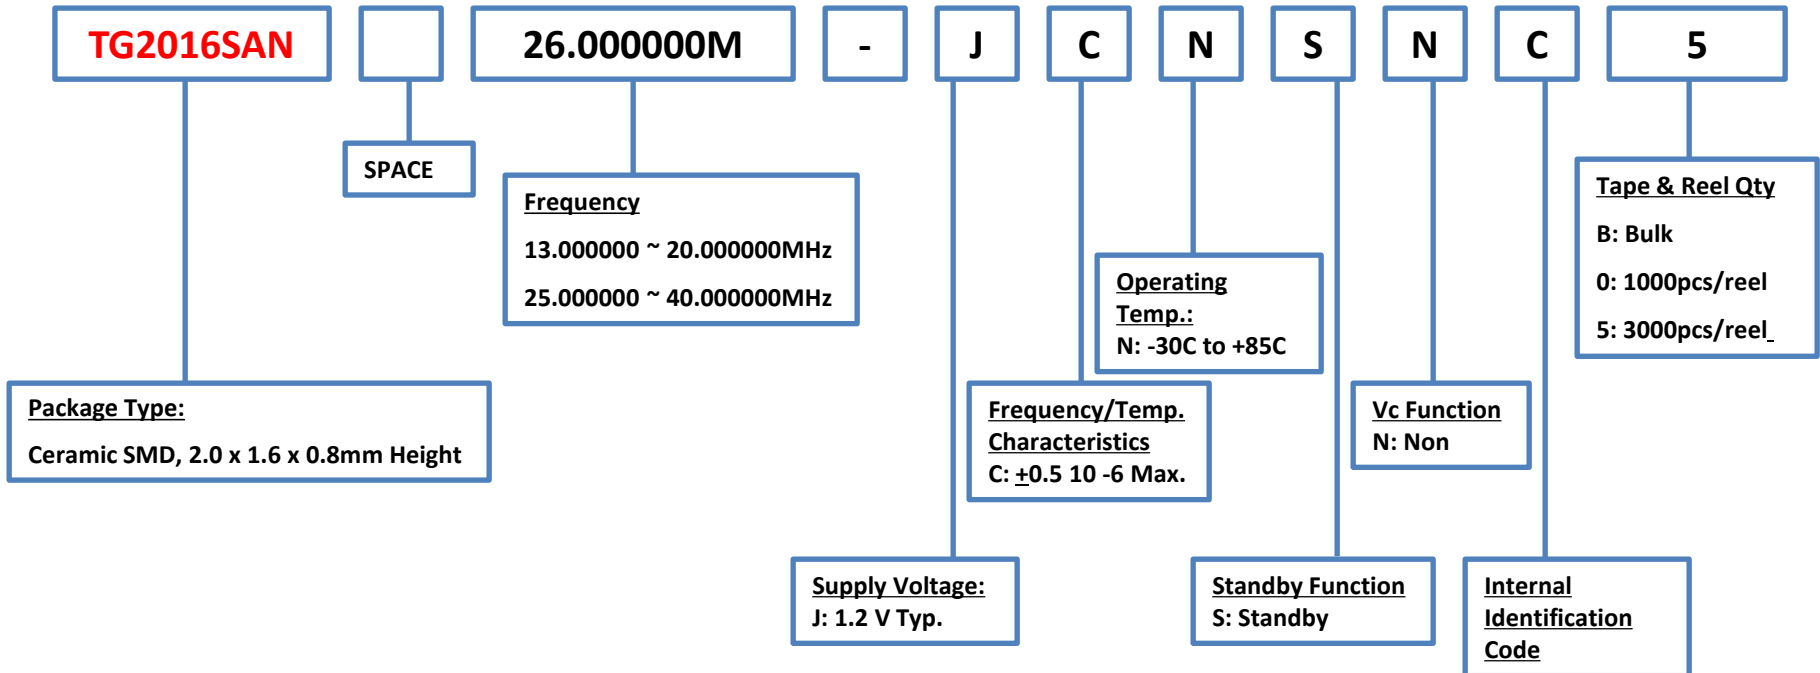 TG2016SAN 26.000000M - J C N S N C 5
SPACE
Frequency
13.000000 ~ 20.000000MHz
25.000000 ~ 40.000000MHz
Tape & Reel Qty
B: Bulk
0: 1000pcs/reel
5: 3000pcs/reel_
Operating
Temp.:
N: -30C to +85C
Package Type:
Ceramic SMD, 2.0 x 1.6 x 0.8mm Height
Frequency/Temp.
Characteristics
C: ±0.5 10 -6 Max.
Vc Function
N: Non
Supply Voltage:
J: 1.2 V Typ.
Standby Function
S: Standby
Internal
Identification
Code